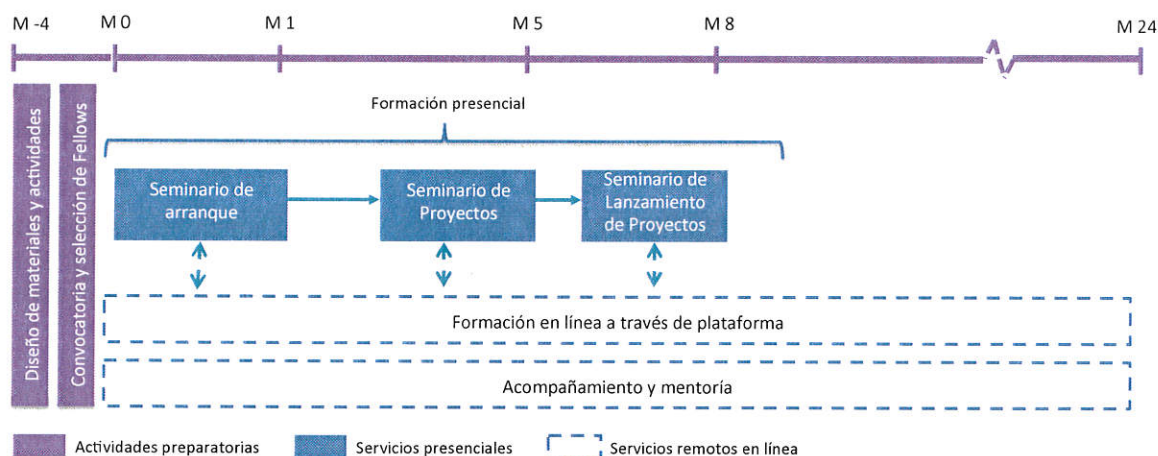 M -4
M 0
M 1
M 5
M 8
M 24
Diseño de materiales y actividades
Convocatoria y selección de Fellows
Formación presencial
Seminario de
arranque
Seminario de
Proyectos
Seminario de
Lanzamiento
de Proyectos
Formación en línea a través de plataforma
Acompañamiento y mentoría
Actividades preparatorias
Servicios presenciales
Servicios remotos en línea